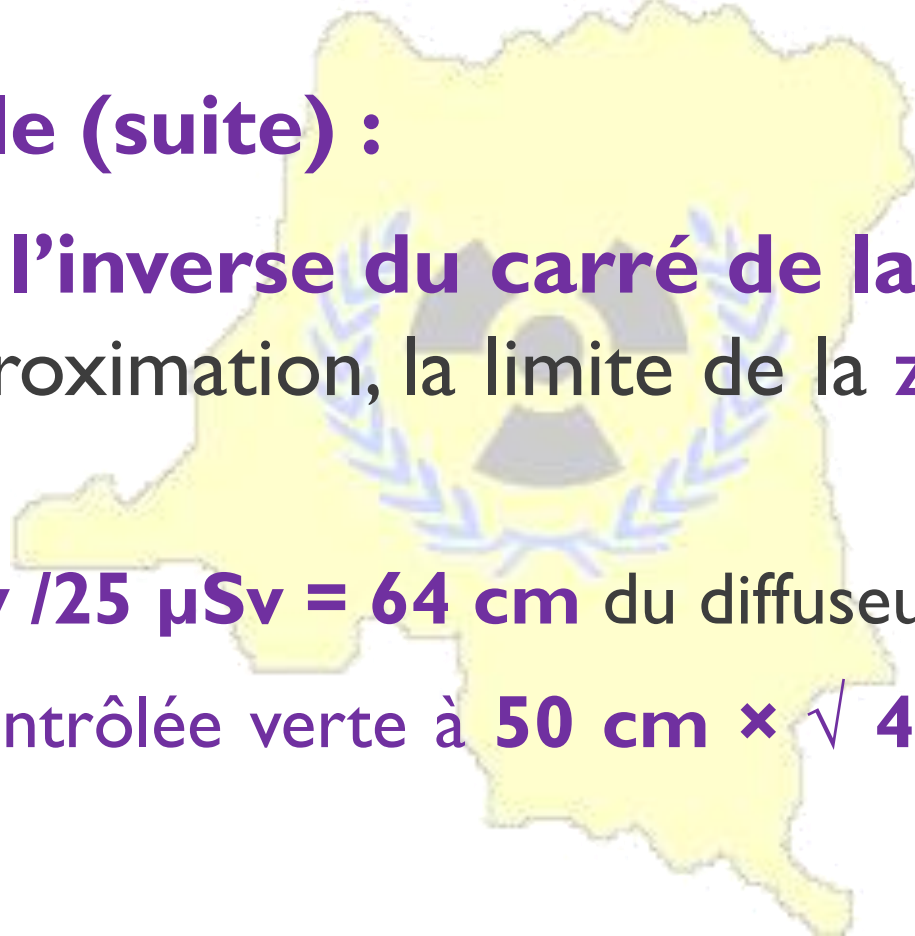 le (suite) :
l’inverse du carré de la
roximation, la limite de la z
/25 µSv = 64 cm du diffuseu
ntrôlée verte à 50 cm × √ 4